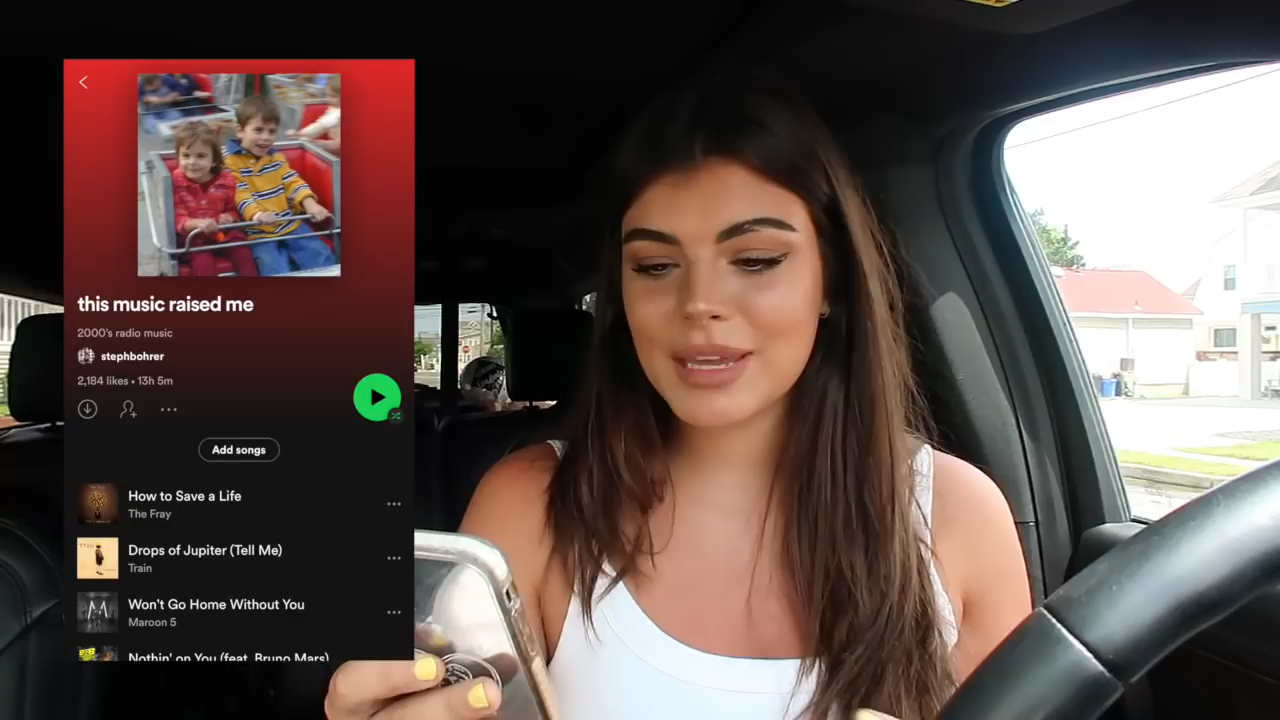 this music raised me
2000's radio music
stephbohrer
2,184 likes • 13h 5m
Add songs
How to Save a Life
The Fray
Drops of Jupiter (Tell Me)
Train
Won't Go Home Without You
Maroon 5
Nothin' on You (feat. Bruno Mars)